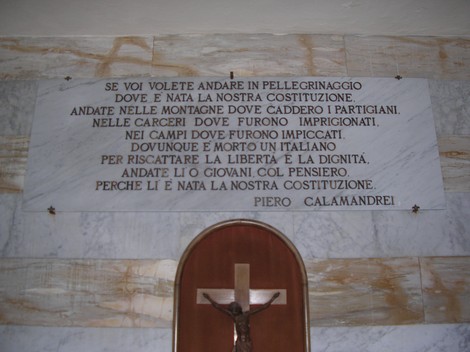 SE VOI VOLETE ANDARE IN PELLEGRINAGGIO
DOVE E NATA LA NOSTRA COSTITUZIONE,
ANDATE NELLE MONTAGNE DOVE CADDERO I PARTIGIANI,
NELLE CARCERI DOVE FURONO IMPRIGIONATI,
NEI CAMPI DOVE FURONO IMPICCATI.
DOVUNQUE È MORTO UN ITALIANO
PER RISCATTARE LA LIBERTÀ E LA DIGNITÀ,
ANDATE LÌ O GIOVANI, COL PENSIERO,
PERCHÈ LÌ È NATA LA NOSTRA COSTITUZIONE.
PIERO CALAMANDREI